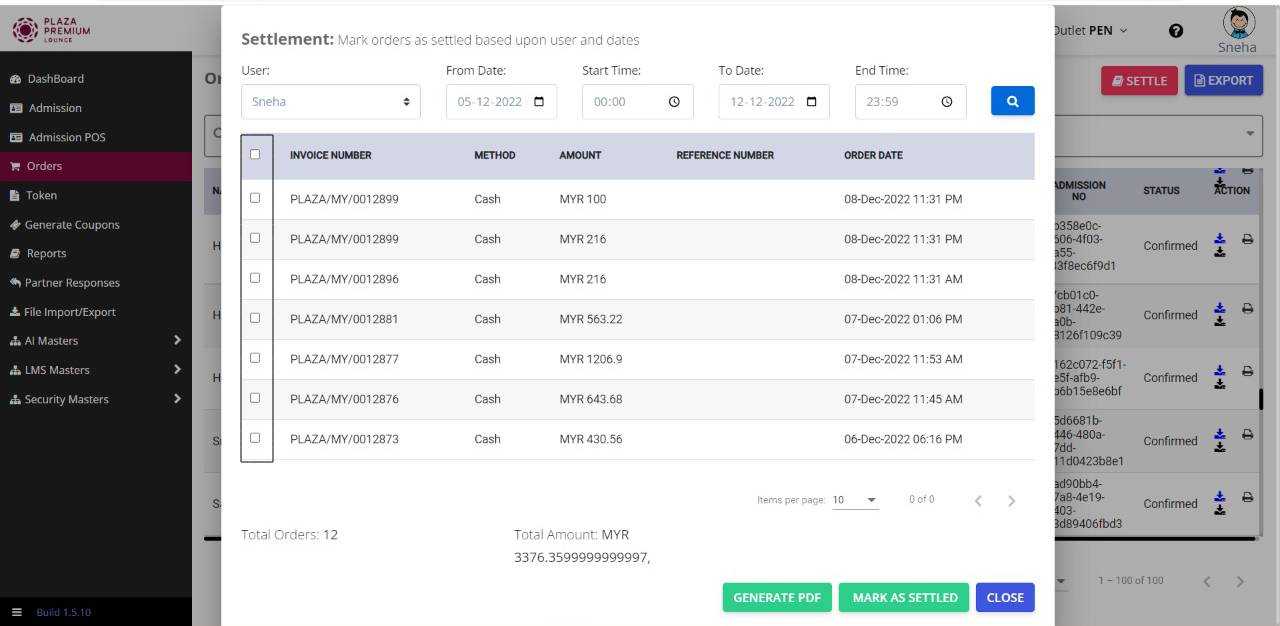 PLAZA
PREMIUM
LOUNGE
DashBoard
Admission
Admission POS
Orders
Token
Generate Coupons
Reports
Partner Responses
File Import/Export
AI Masters
LMS Masters
Security Masters
Build 1.5.10
Settlement: Mark orders as settled based upon user and dates
User: From Date: Start Time: To Date: End Time:
Sneha 05-12-2022 00:00 12-12-2022 23:59
INVOICE NUMBER METHOD AMOUNT REFERENCE NUMBER ORDER DATE
PLAZA/MY/0012899 Cash MYR 100 08-Dec-2022 11:31 PM
PLAZA/MY/0012899 Cash MYR 216 08-Dec-2022 11:31 PM
PLAZA/MY/0012896 Cash MYR 216 08-Dec-2022 11:31 AM
PLAZA/MY/0012881 Cash MYR 563.22 07-Dec-2022 01:06 PM
PLAZA/MY/0012877 Cash MYR 1206.9 07-Dec-2022 11:53 AM
PLAZA/MY/0012876 Cash MYR 643.68 07-Dec-2022 11:45 AM
PLAZA/MY/0012873 Cash MYR 430.56 06-Dec-2022 06:16 PM
Items per page: 10 0 of 0
Total Orders: 12 Total Amount: MYR
3376.3599999999997,
GENERATE PDF MARK AS SETTLED CLOSE
Outlet PEN
Sneha
SETTLE EXPORT
ADMISSION
NO STATUS ACTION
b358e0c-
606-4f03-
a55-
3f8ec6f9d1
Confirmed
7cb01c0-
b81-442e-
a0b-
8126f109c39
Confirmed
162c072-f5f1-
e5f-afb9-
b6b15e8e6bf
Confirmed
5d6681b-
446-480a-
7dd-
11d0423b8e1
Confirmed
ad90bb4-
7a8-4e19-
403-
3d89406fbd3
Confirmed
1 – 100 of 100